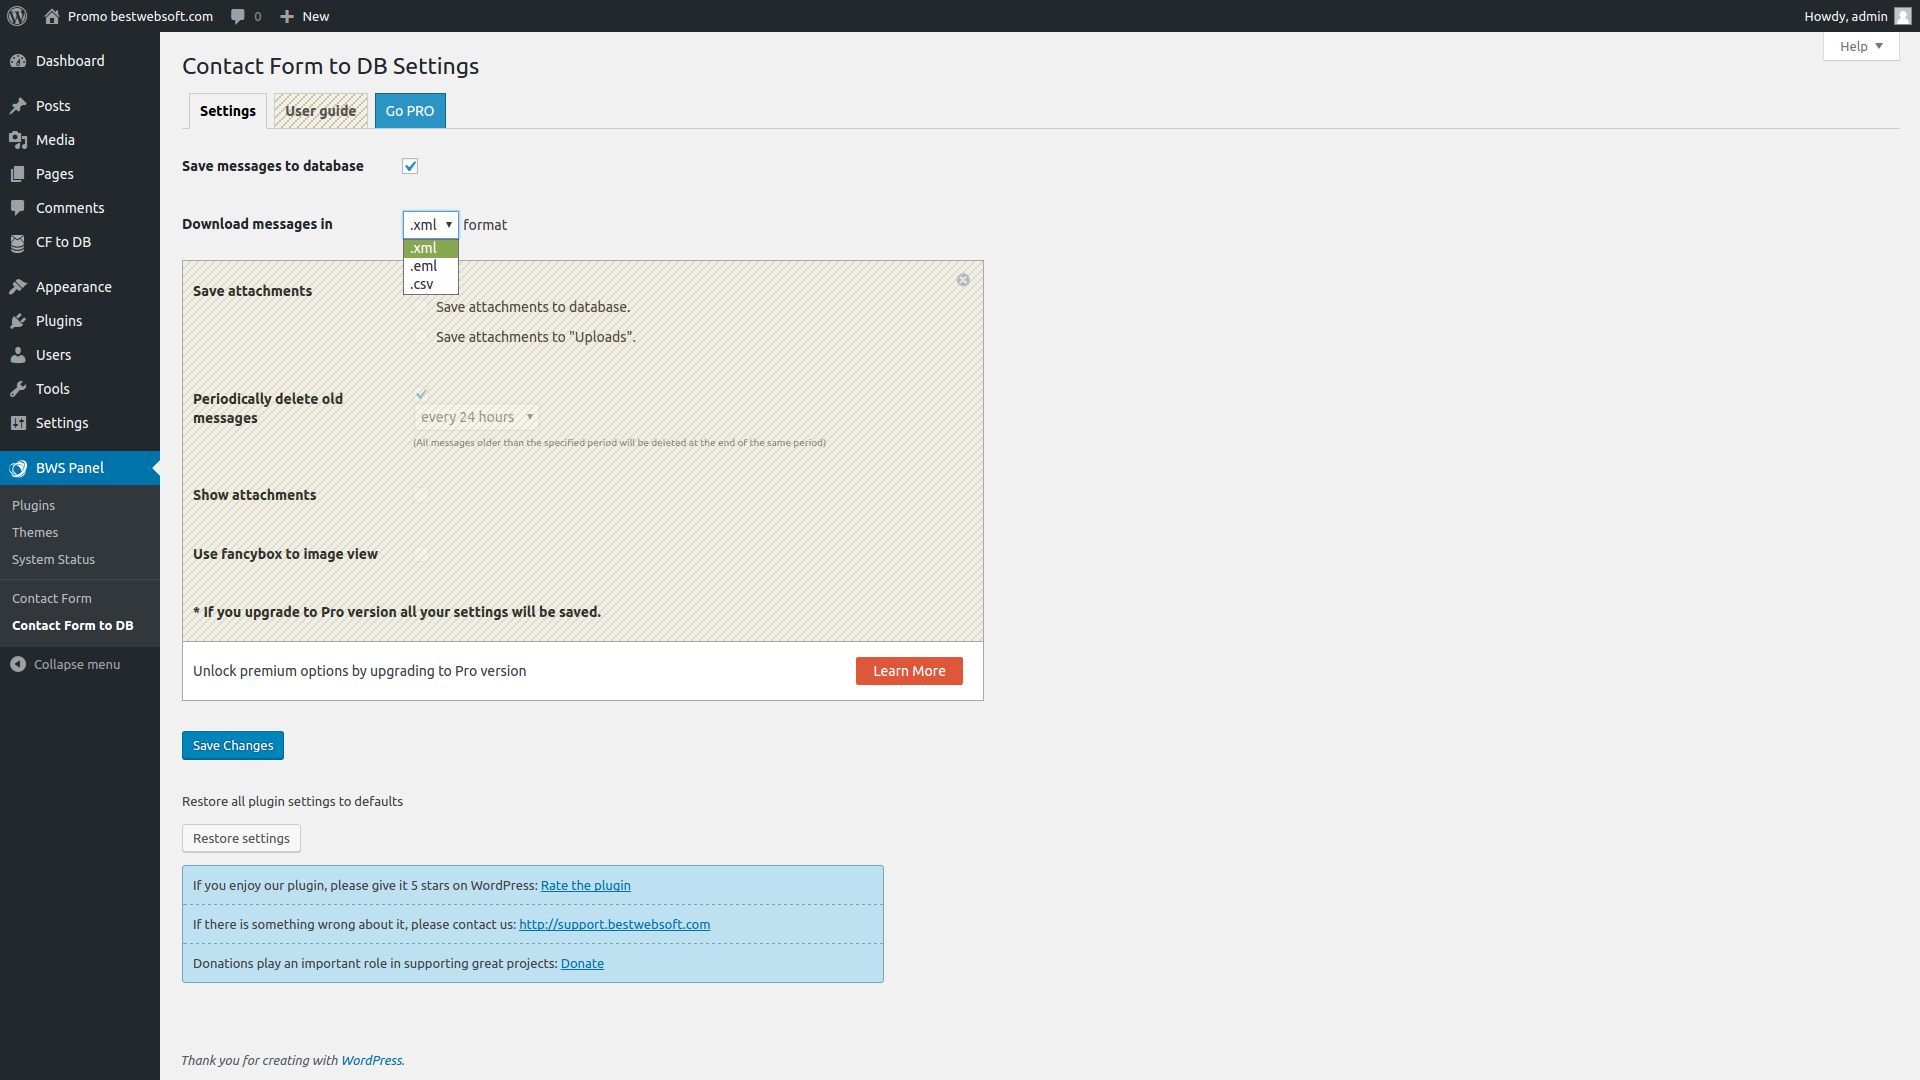 Promo bestwebsoft.com
0
New
Howdy, admin
Help
Dashboard
Posts
Media
Pages
Comments
CF to DB
Appearance
Plugins
Users
Tools
Settings
BWS Panel
Plugins
Themes
System Status
Contact Form
Contact Form to DB
Collapse menu
Contact Form to DB Settings
Settings
User guide
Go PRO
Save messages to database
Download messages in
.xml
format
.xml
.eml
.csv
Save attachments
Save attachments to database.
Save attachments to "Uploads".
Periodically delete old
messages
every 24 hours
(All messages older than the specified period will be deleted at the end of the same period)
Show attachments
Use fancybox to image view
* If you upgrade to Pro version all your settings will be saved.
Unlock premium options by upgrading to Pro version
Learn More
Save Changes
Restore all plugin settings to defaults
Restore settings
If you enjoy our plugin, please give it 5 stars on WordPress: Rate the plugin
If there is something wrong about it, please contact us: http://support.bestwebsoft.com
Donations play an important role in supporting great projects: Donate
Thank you for creating with WordPress.